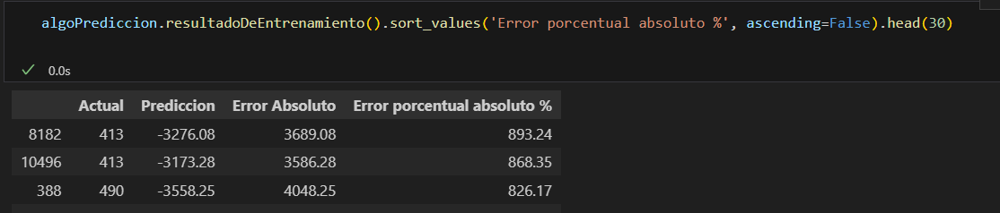 algoPrediccion.resultadoDeEntrenamiento().sort_values('Error porcentual absoluto %', ascending=False).head(30)
0.0s
Actual Prediccion Error Absoluto Error porcentual absoluto %
8182 413 -3276.08 3689.08 893.24
10496 413 -3173.28 3586.28 868.35
388 490 -3558.25 4048.25 826.17